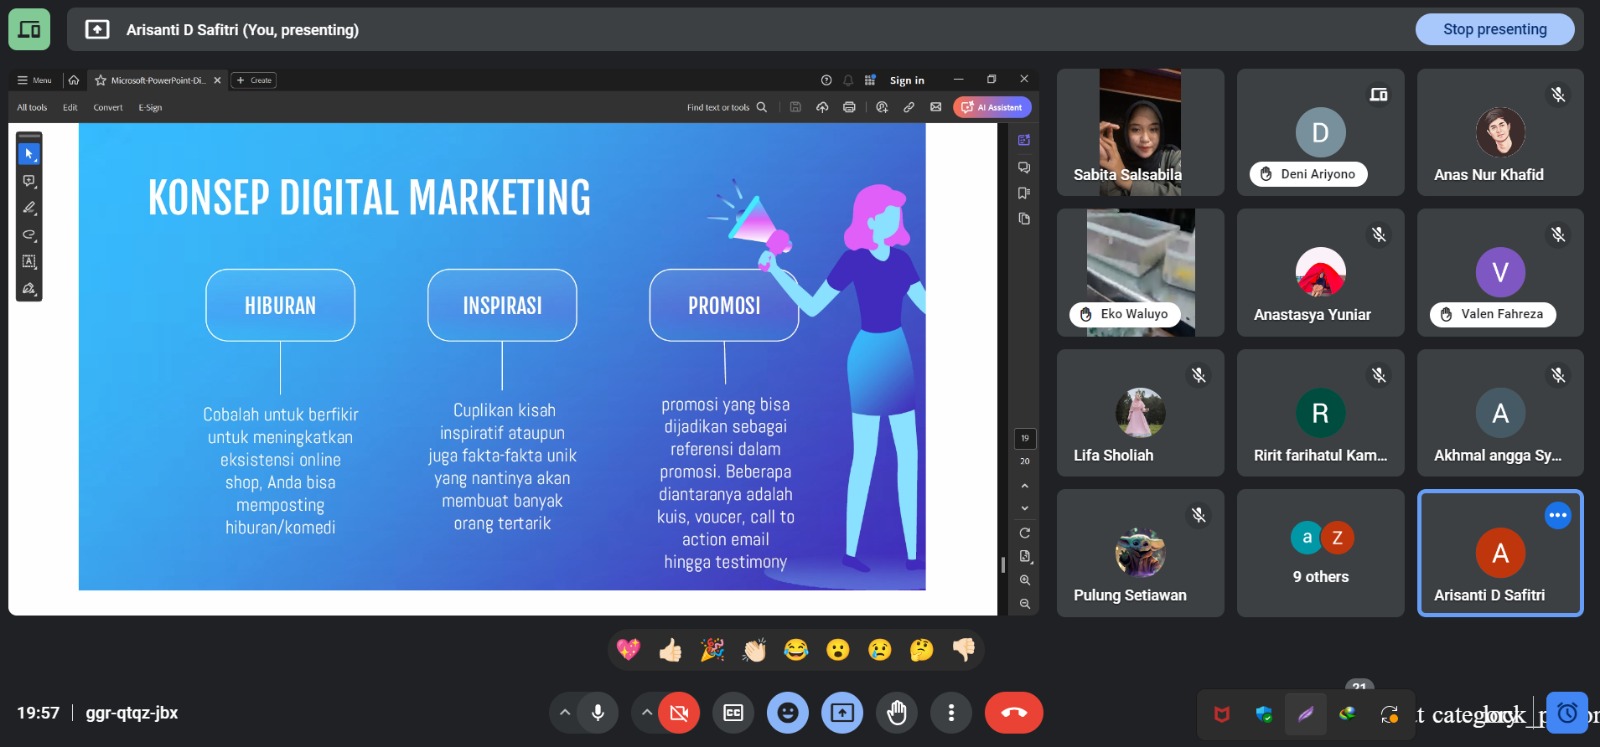 Arisanti D Safitri (You, presenting)
Stop presenting
Menu
Microsoft-PowerPoint-Di...
Create
Sign in
All tools
Edit
Convert
E-Sign
Find text or tools
AI Assistant
KONSEP DIGITAL MARKETING
HIBURAN
Cobalah untuk berfikir
untuk meningkatkan
eksistensi online
shop, Anda bisa
memposting
hiburan/komedi
INSPIRASI
Cuplikan kisah
inspiratif ataupun
juga fakta-fakta unik
yang nantinya akan
membuat banyak
orang tertarik
PROMOSI
promosi yang bisa
dijadikan sebagai
referensi dalam
promosi. Beberapa
diantaranya adalah
kuis, voucer, call to
action email
hingga testimony
19
20
Sabita Salsabila
D
Deni Ariyono
Anas Nur Khafid
Eko Waluyo
Anastasya Yuniar
V
Valen Fahreza
Lifa Sholiah
R
Ririt farihatul Kam...
A
Akhmal angga Sy...
Pulung Setiawan
a
Z
9 others
A
Arisanti D Safitri
19:57
ggr-qtqz-jbx
CC
21
t category